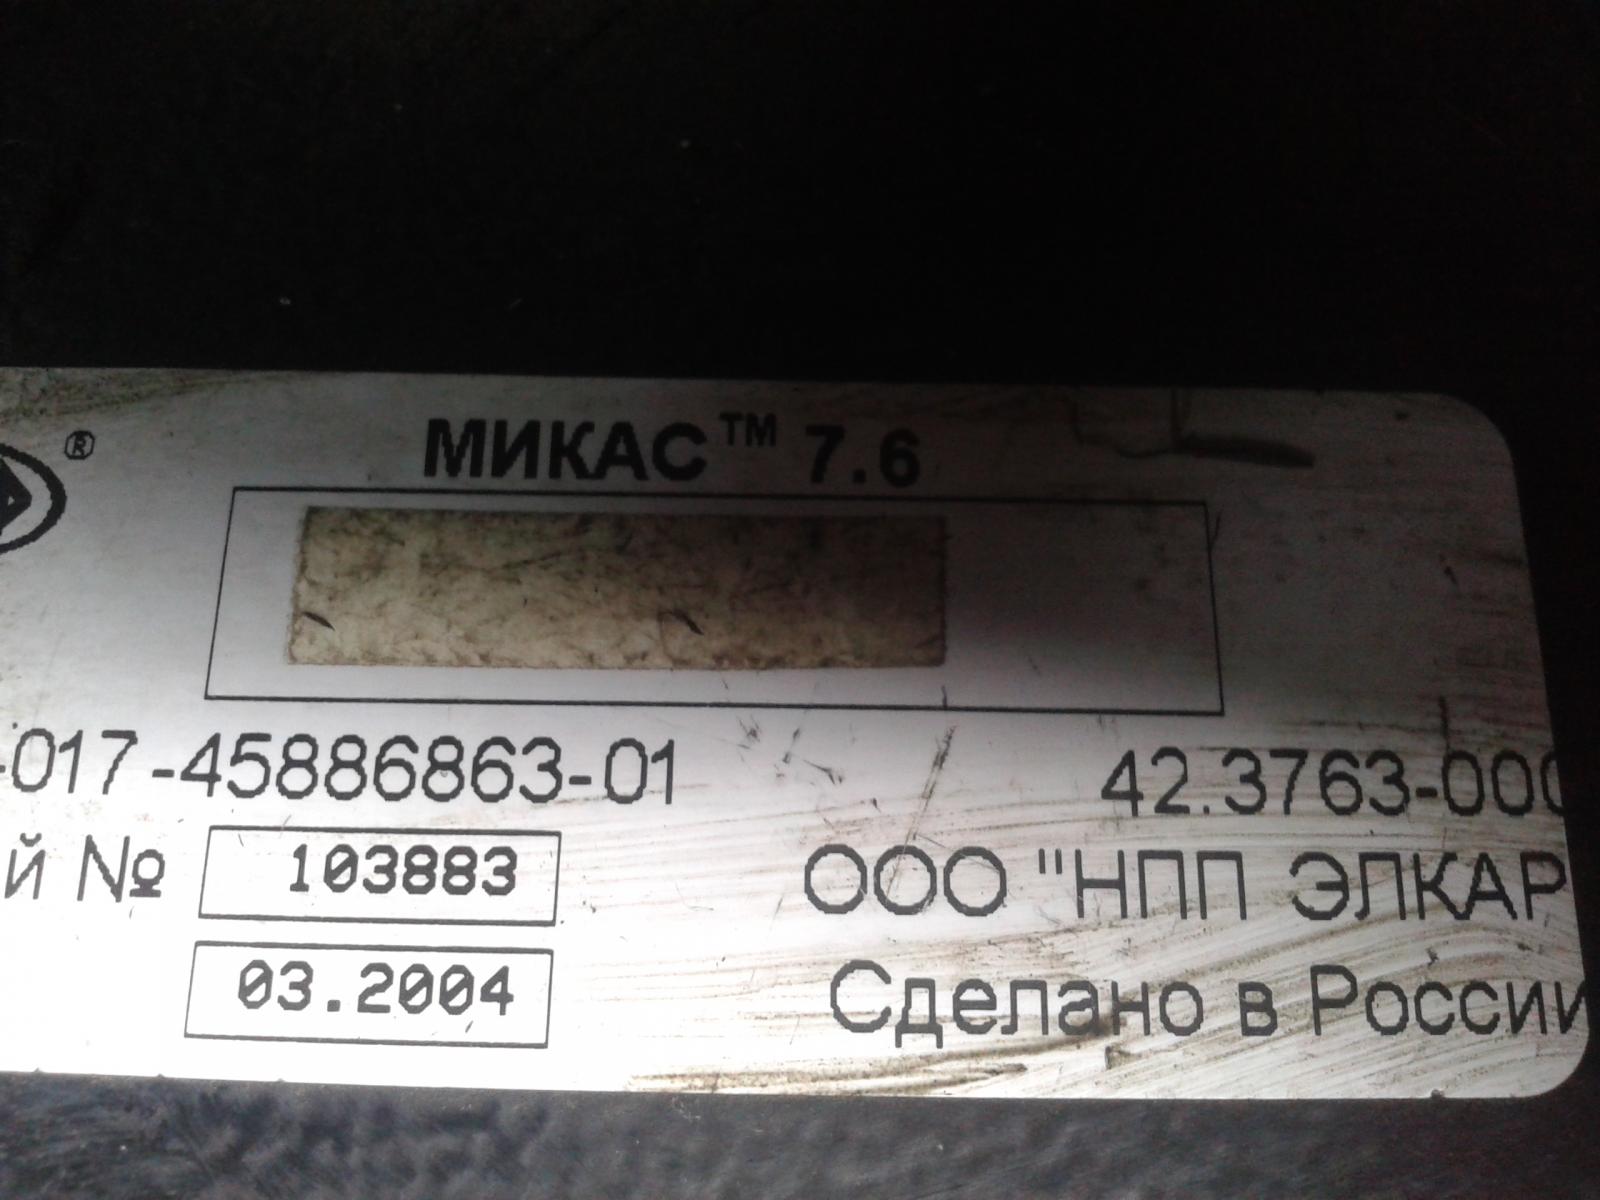 ®
МИКАС™ 7.6
-017-45886863-01 42.3763-000
й № 103883 ООО "НПП ЭЛКАР
03.2004 Сделано в России